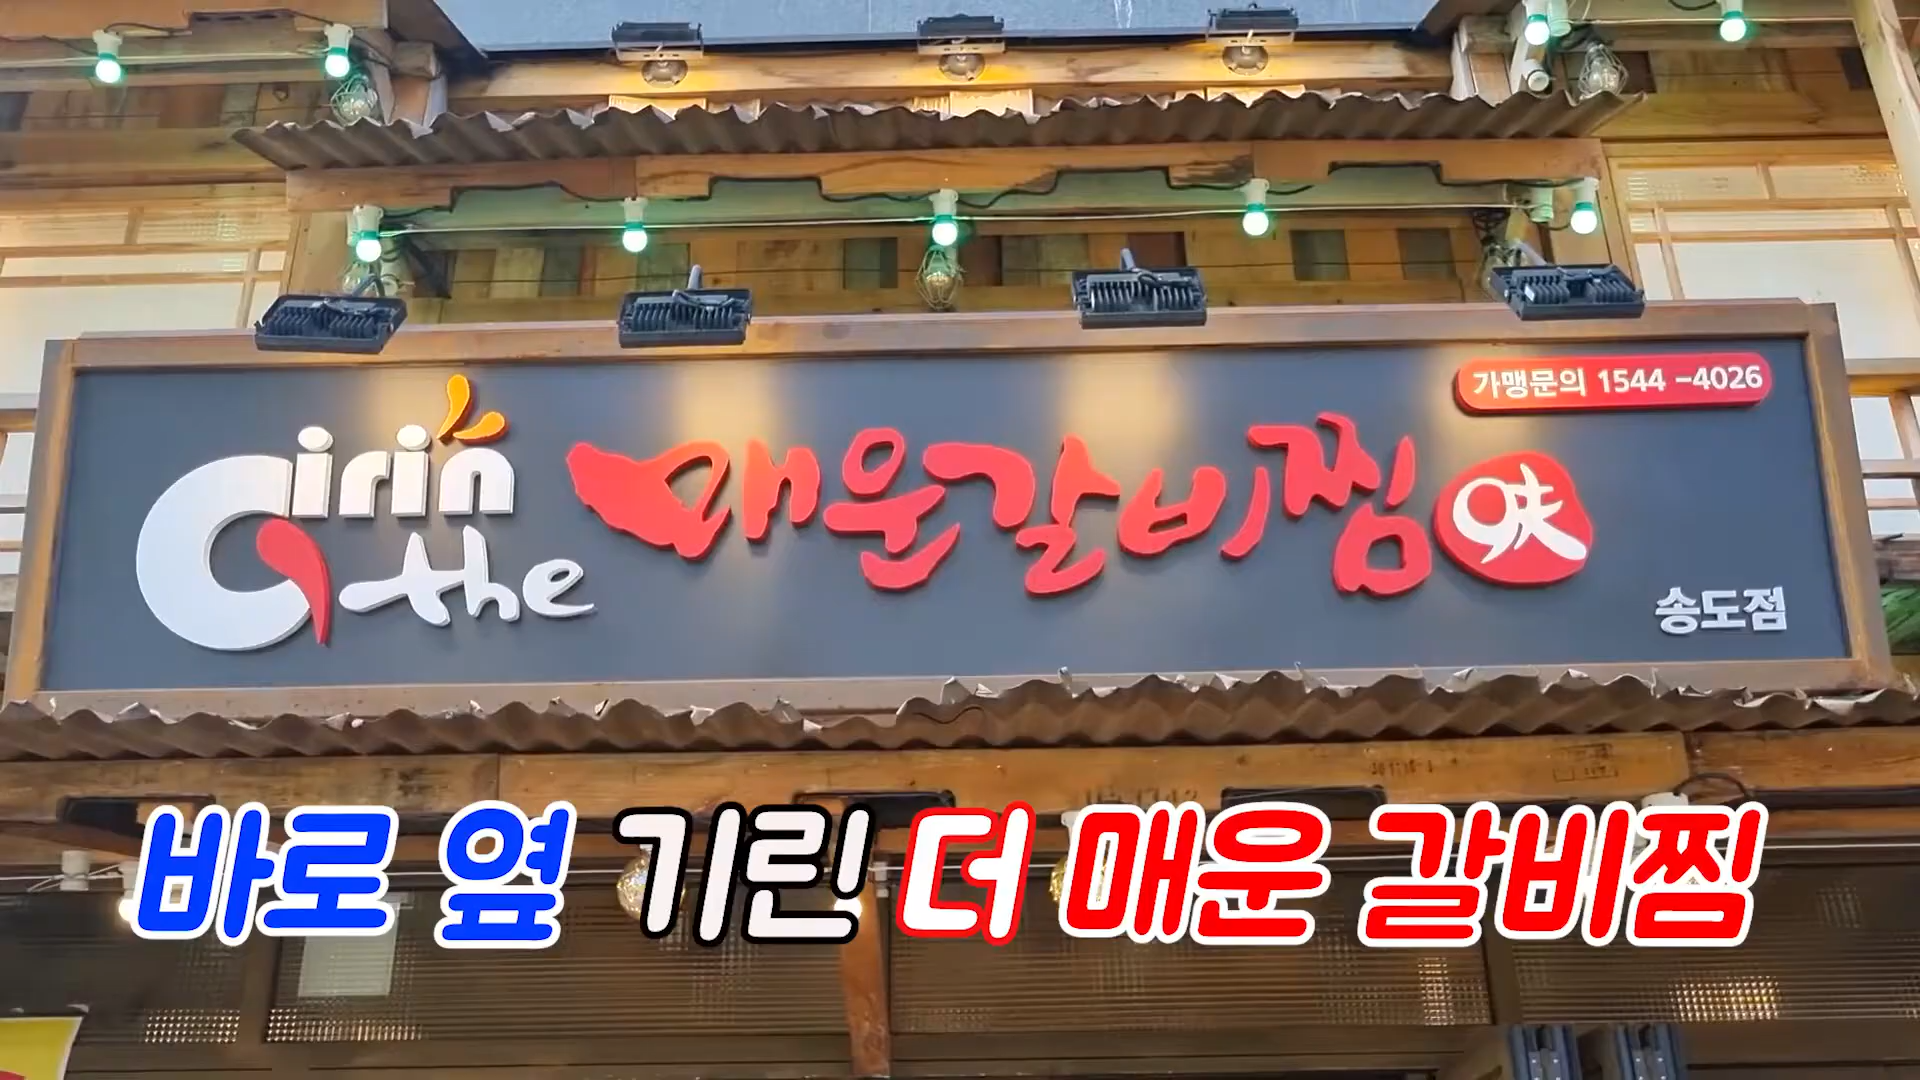 가맹문의 1544-4026
Girin the 매운갈비찜 味
송도점
바로 옆 기린 더 매운 갈비찜